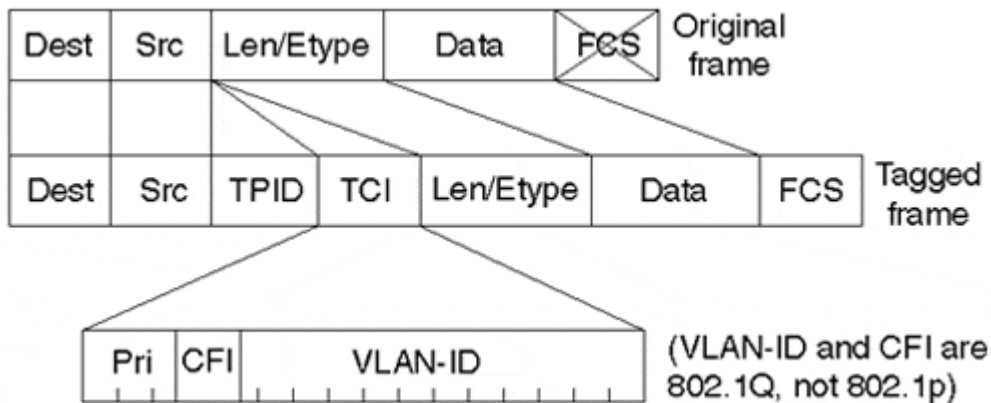 Dest Src Len/Etype Data FCS Original
frame
Dest Src TPID TCI Len/Etype Data FCS Tagged
frame
Pri CFI VLAN-ID (VLAN-ID and CFI are
802.1Q, not 802.1p)